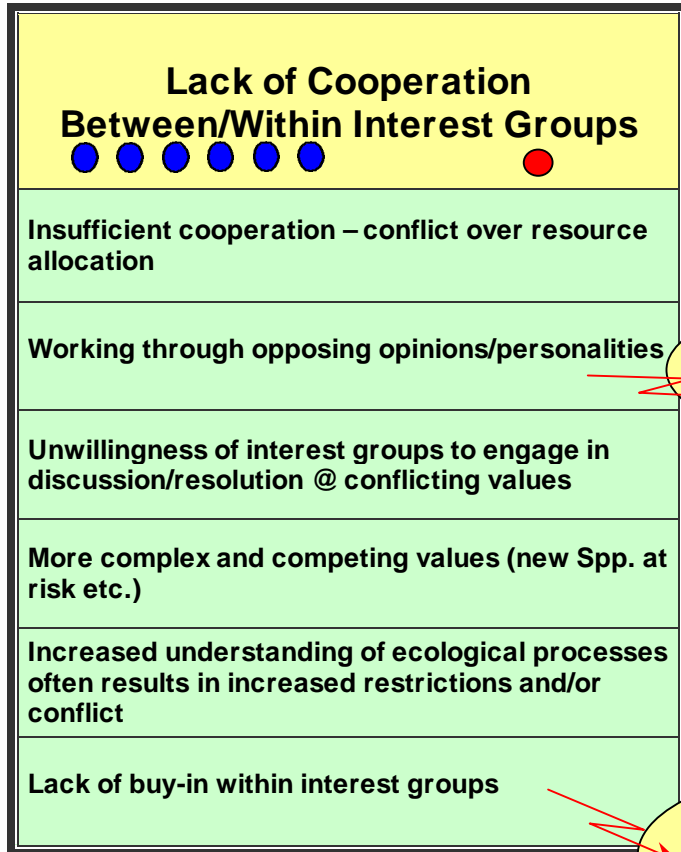 Lack of Cooperation
Between/Within Interest Groups
Insufficient cooperation – conflict over resource
allocation
Working through opposing opinions/personalities
Unwillingness of interest groups to engage in
discussion/resolution @ conflicting values
More complex and competing values (new Spp. at
risk etc.)
Increased understanding of ecological processes
often results in increased restrictions and/or
conflict
Lack of buy-in within interest groups